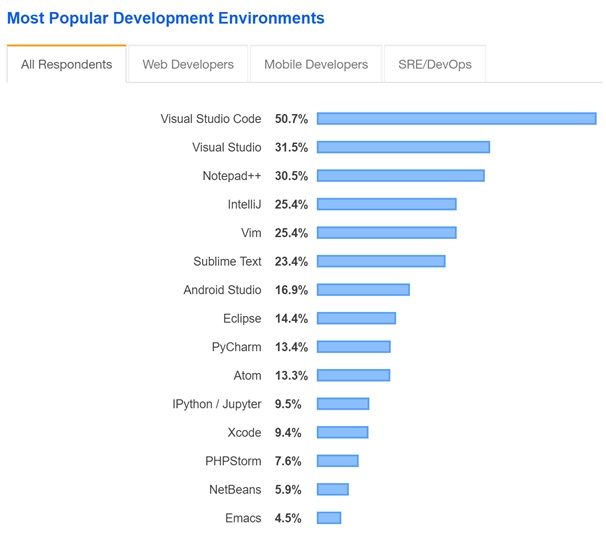 Most Popular Development Environments
All Respondents Web Developers Mobile Developers SRE/DevOps
Visual Studio Code 50.7%
Visual Studio 31.5%
Notepad++ 30.5%
IntelliJ 25.4%
Vim 25.4%
Sublime Text 23.4%
Android Studio 16.9%
Eclipse 14.4%
PyCharm 13.4%
Atom 13.3%
IPython / Jupyter 9.5%
Xcode 9.4%
PHPStorm 7.6%
NetBeans 5.9%
Emacs 4.5%